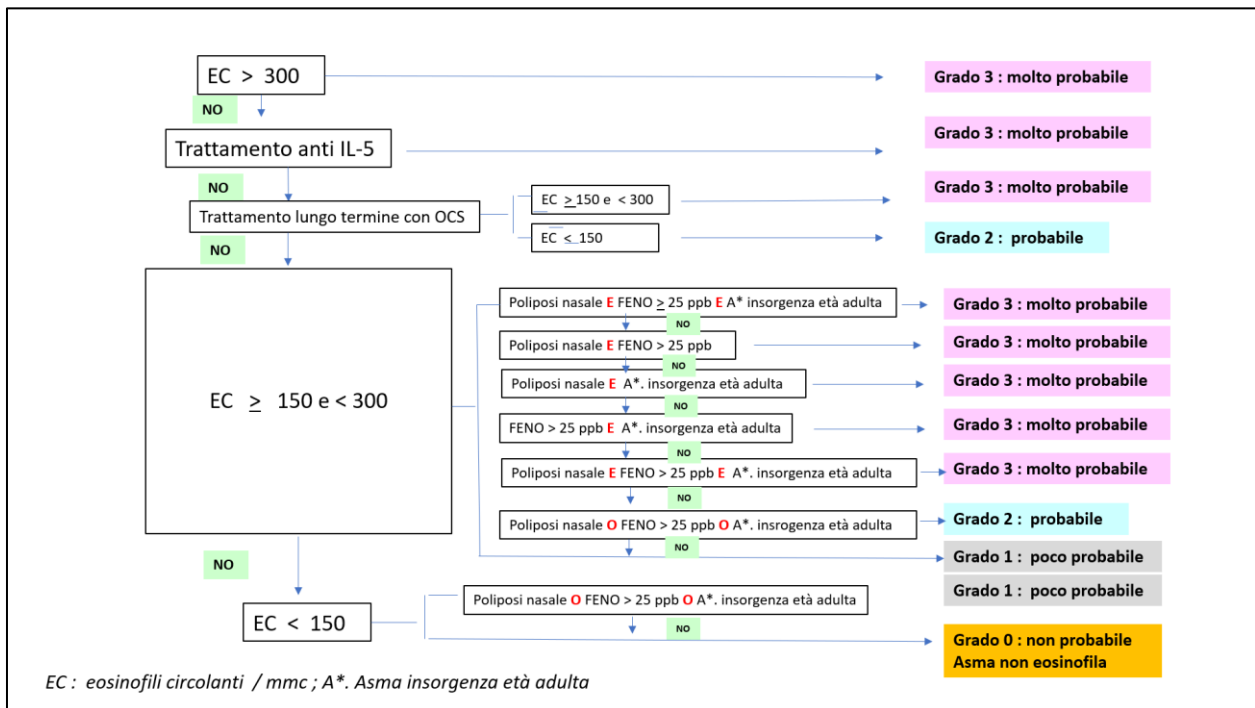 EC > 300
Grado 3 : molto probabile
NO
Trattamento anti IL-5
Grado 3 : molto probabile
NO
Trattamento lungo termine con OCS
EC ≥ 150 e < 300
Grado 3 : molto probabile
EC ≤ 150
Grado 2 : probabile
NO
EC ≥ 150 e < 300
Poliposi nasale E FENO ≥ 25 ppb E A* insorgenza età adulta
Grado 3 : molto probabile
NO
Poliposi nasale E FENO > 25 ppb
Grado 3 : molto probabile
NO
Poliposi nasale E A*. insorgenza età adulta
Grado 3 : molto probabile
NO
FENO > 25 ppb E A*. insorgenza età adulta
Grado 3 : molto probabile
NO
Poliposi nasale E FENO > 25 ppb E A*. insorgenza età adulta
Grado 3 : molto probabile
NO
Poliposi nasale O FENO > 25 ppb O A*. insrogenza età adulta
Grado 2 : probabile
NO
Grado 1 : poco probabile
NO
EC < 150
Poliposi nasale O FENO > 25 ppb O A*. insorgenza età adulta
Grado 1 : poco probabile
NO
Grado 0 : non probabile
Asma non eosinofila
EC : eosinofili circolanti / mmc ; A*. Asma insorgenza età adulta